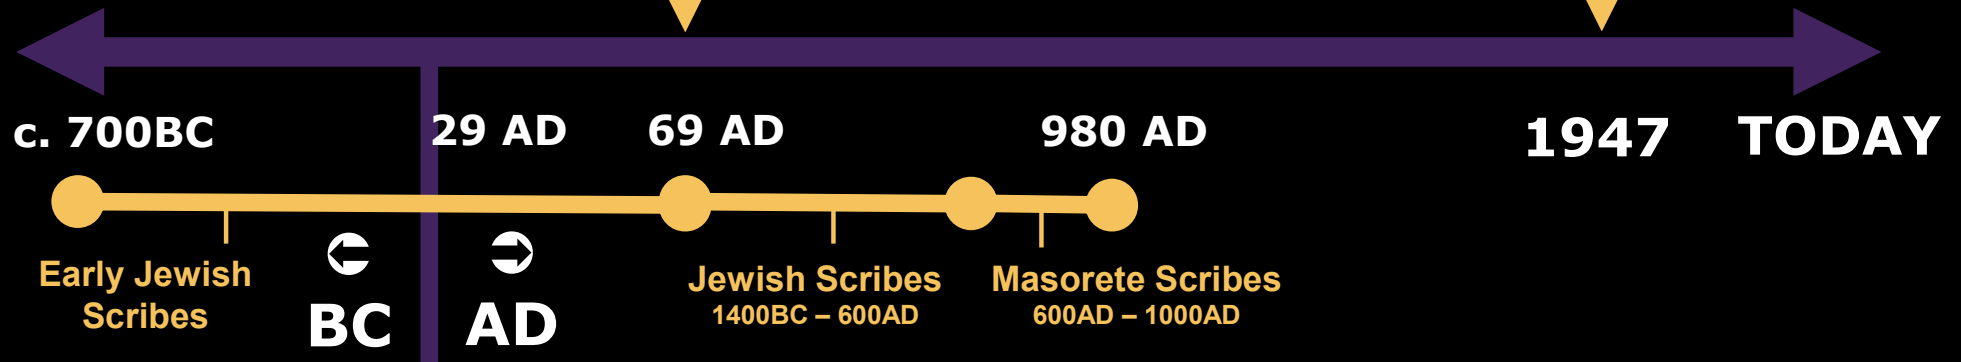 c. 700BC
29 AD
69 AD
980 AD
1947
TODAY
Early Jewish
Scribes
BC
AD
Jewish Scribes
1400BC – 600AD
Masorete Scribes
600AD – 1000AD